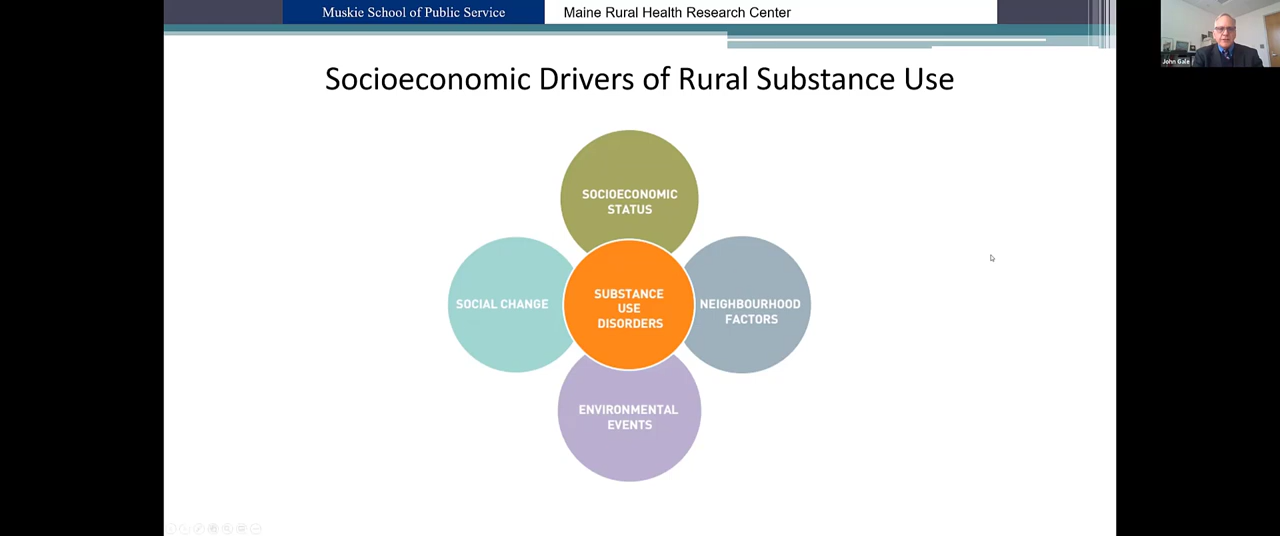 Muskie School of Public Service
Maine Rural Health Research Center
John Gale
Socioeconomic Drivers of Rural Substance Use
SOCIOECONOMIC
STATUS
SOCIAL CHANGE
SUBSTANCE
USE
DISORDERS
NEIGHBOURHOOD
FACTORS
ENVIRONMENTAL
EVENTS